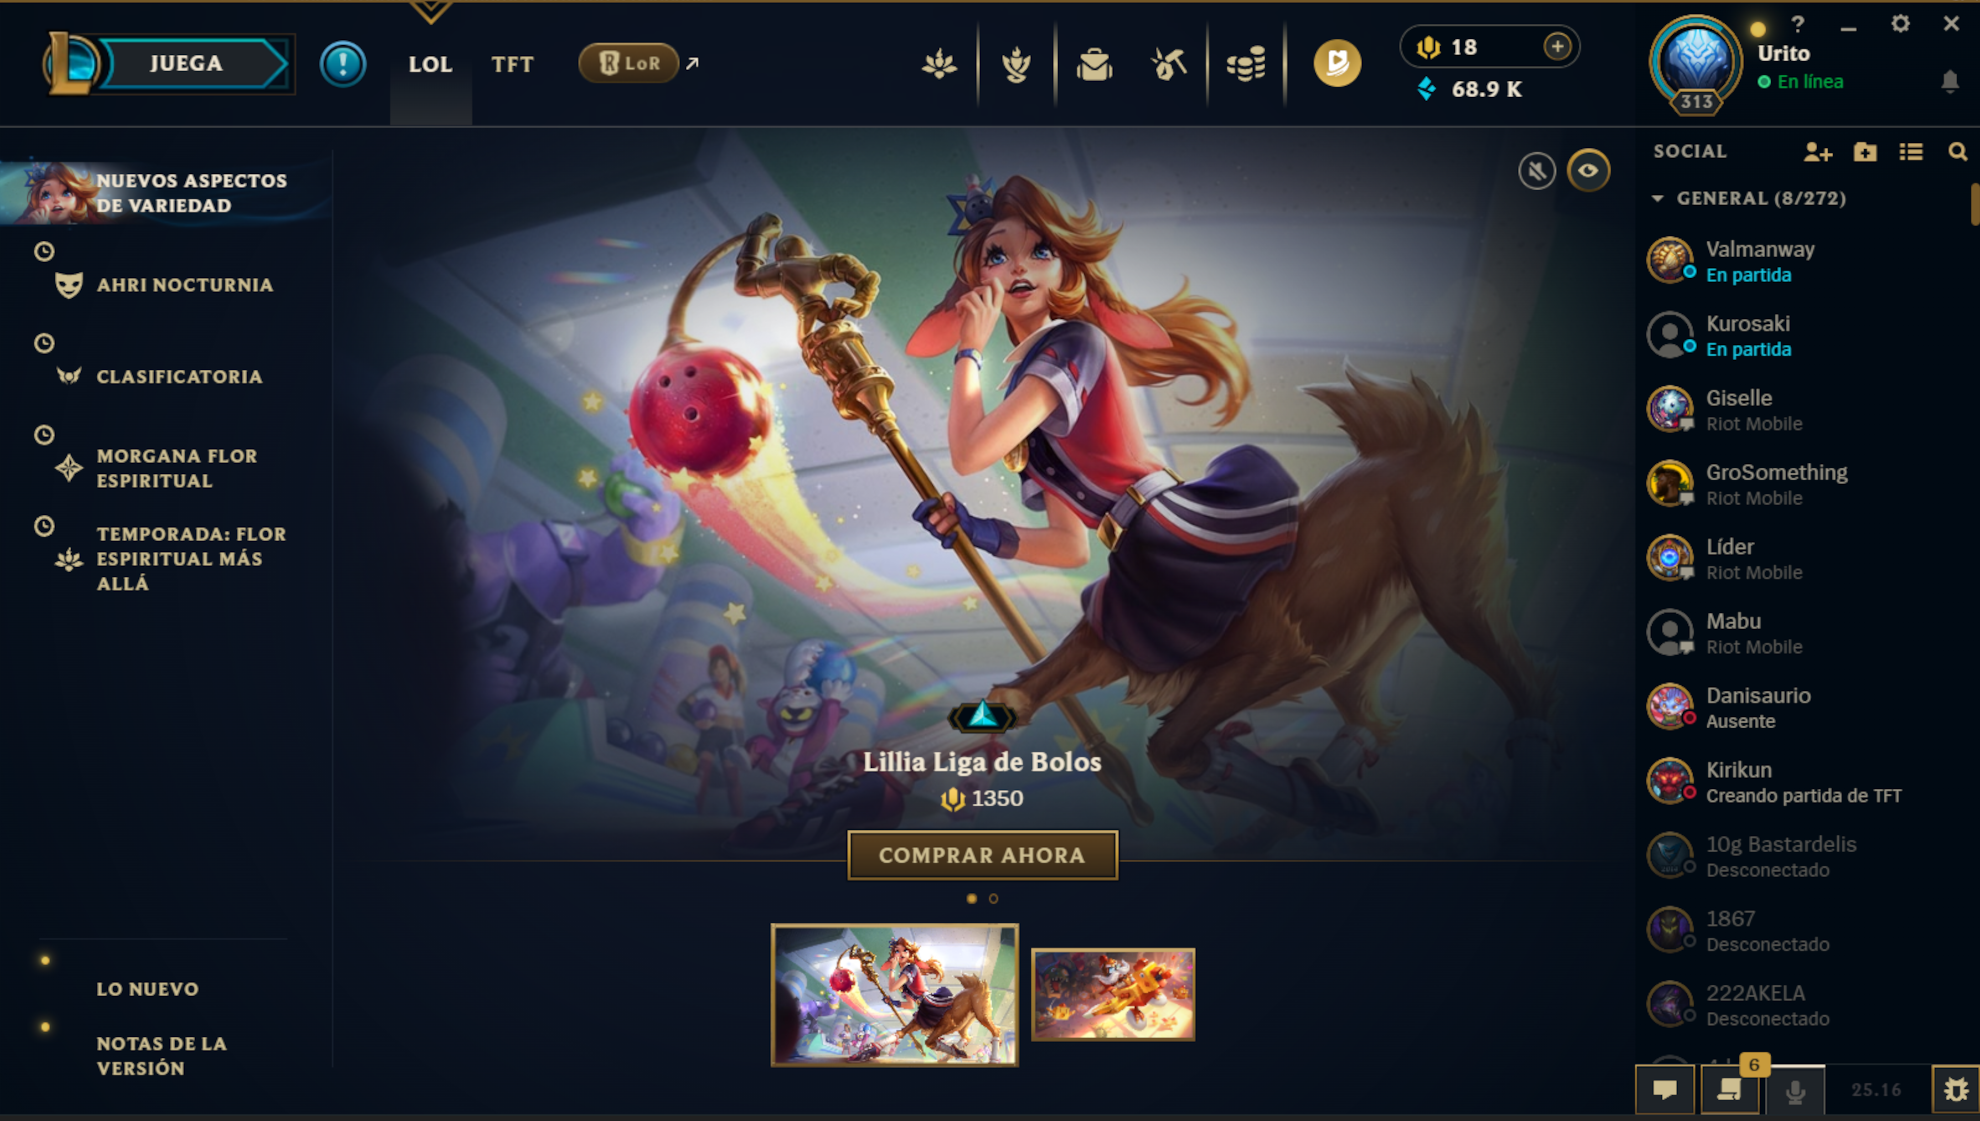 JUEGA
LOL
TFT
LoR
18
68.9 K
313
Urito
En línea
SOCIAL
GENERAL (8/272)
NUEVOS ASPECTOS
DE VARIEDAD
AHRI NOCTURNIA
CLASIFICATORIA
MORGANA FLOR
ESPIRITUAL
TEMPORADA: FLOR
ESPIRITUAL MÁS
ALLÁ
LO NUEVO
NOTAS DE LA
VERSIÓN
Lillia Liga de Bolos
1350
COMPRAR AHORA
Valmanway
En partida
Kurosaki
En partida
Giselle
Riot Mobile
GroSomething
Riot Mobile
Líder
Riot Mobile
Mabu
Riot Mobile
Danisaurio
Ausente
Kirikun
Creando partida de TFT
10g Bastardelis
Desconectado
1867
Desconectado
222AKELA
Desconectado
6
25.16